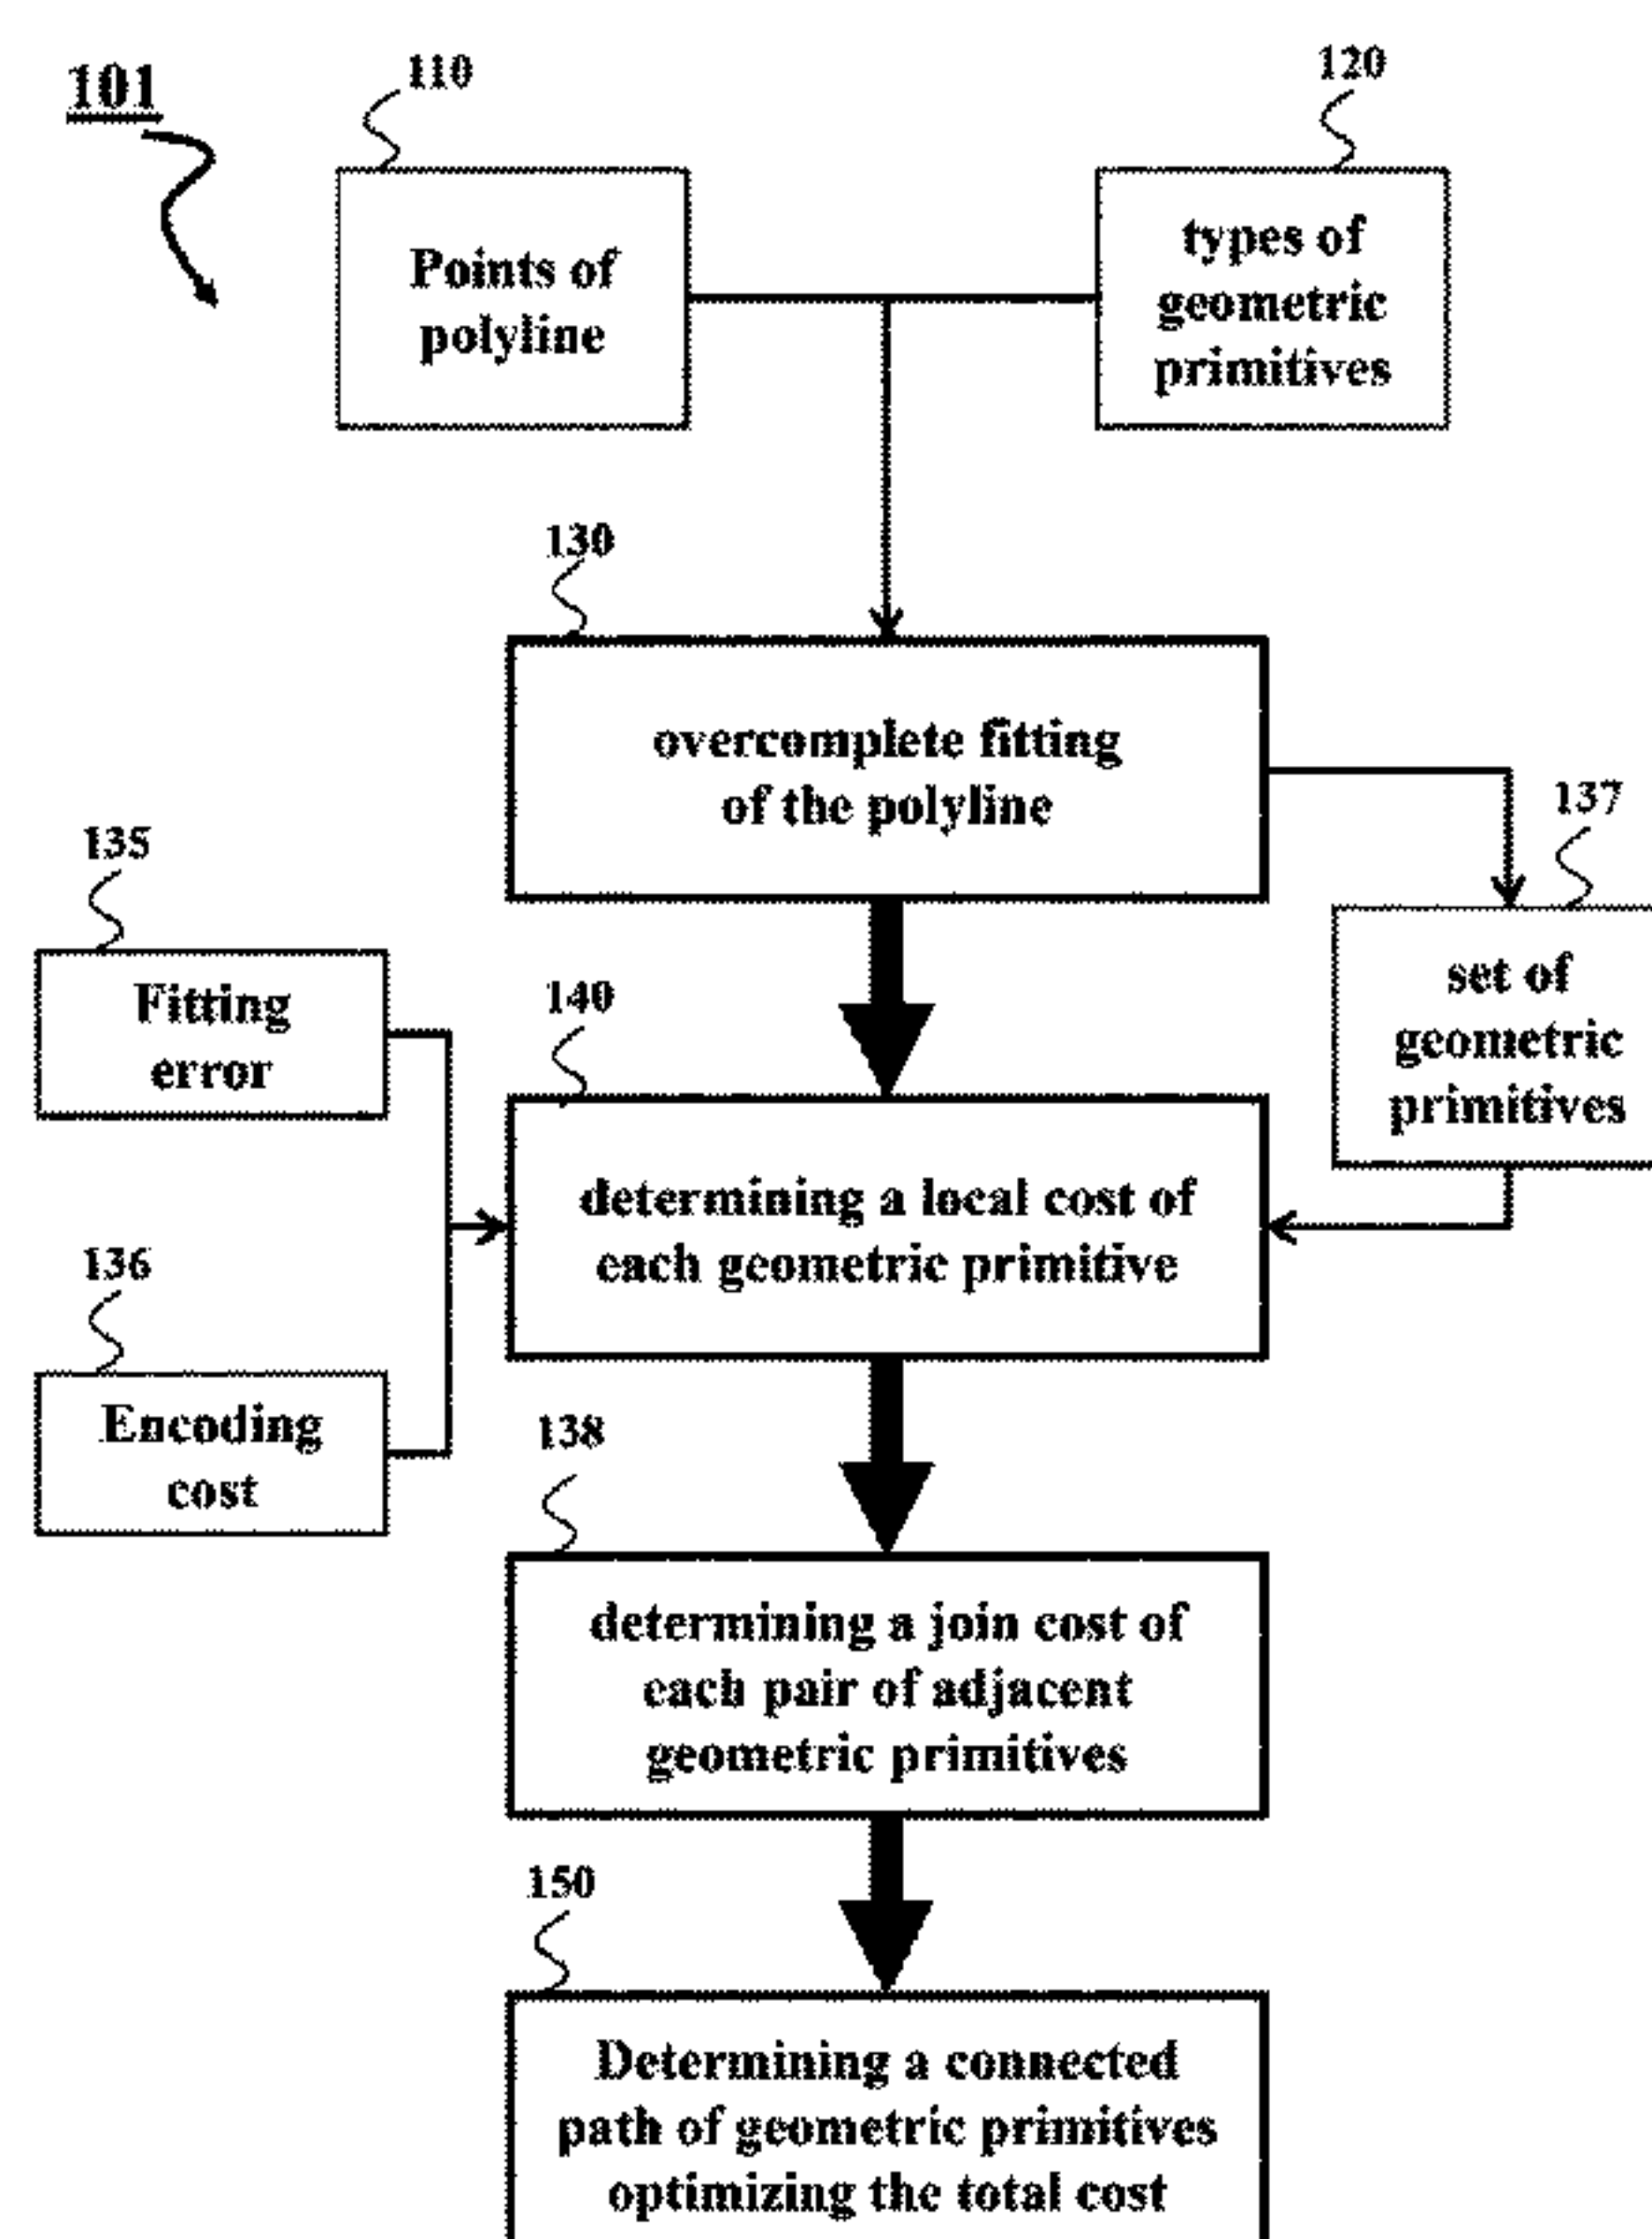 101
110
120
Points of
polyline
types of
geometric
primitives
130
overcomplete fitting
of the polyline
137
135
Fitting
error
set of
geometric
primitives
140
determining a local cost of
each geometric primitive
136
Encoding
cost
138
determining a join cost of
each pair of adjacent
geometric primitives
150
Determining a connected
path of geometric primitives
optimizing the total cost